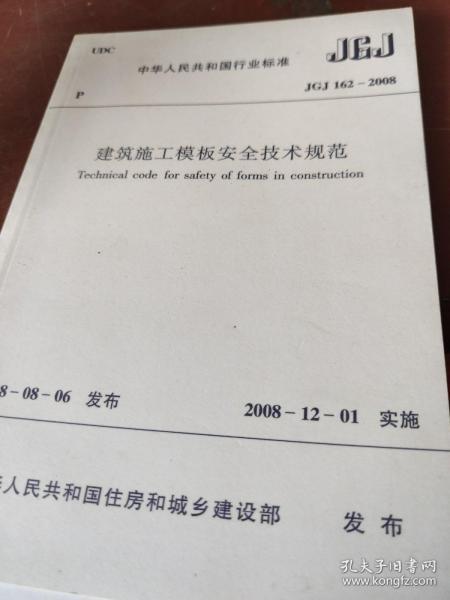 UDC
JGJ
中华人民共和国行业标准
P
JGJ 162－2008
建筑施工模板安全技术规范
Technical code for safety of forms in construction
8－08－06 发布
2008－12－01 实施
人民共和国住房和城乡建设部 发布
孔夫子旧书网
www.kongfz.com